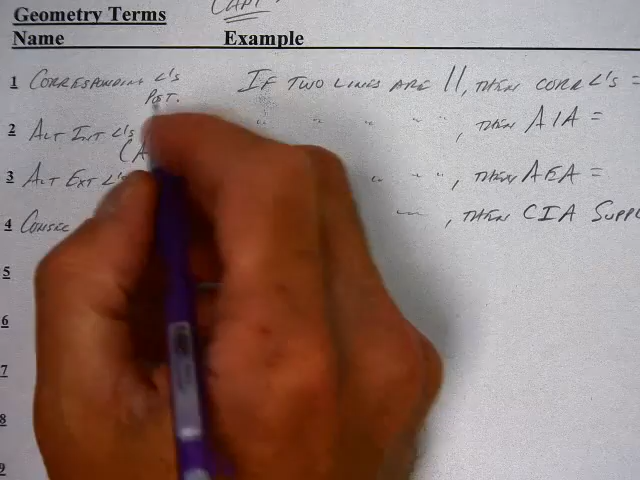 Geometry Terms
Name Example
1 CORRESPONDING L'S IF TWO LINES ARE ||, THEN CORR L'S =
POST.
2 ALT INT L'S " " " " , THEN AIA =
(A
3 ALT EXT L' " " " , THEN AEA =
4 CONSEC " , THEN CIA SUPP
5
6
7
8
9